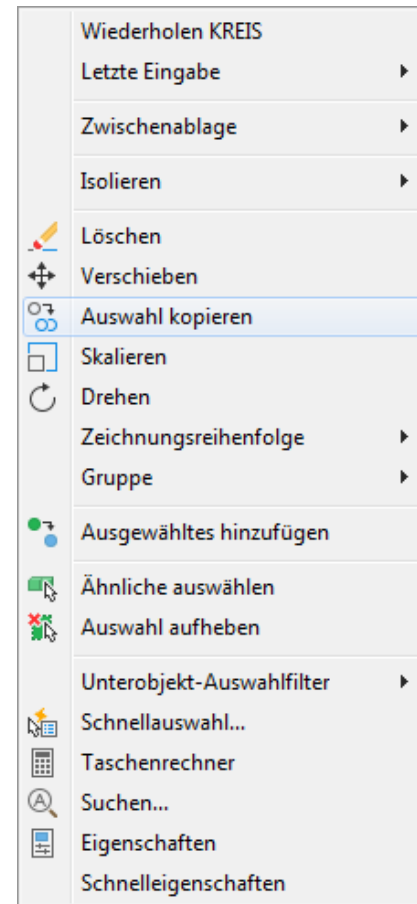 Wiederholen KREIS
Letzte Eingabe
Zwischenablage
Isolieren
Löschen
Verschieben
Auswahl kopieren
Skalieren
Drehen
Zeichnungsreihenfolge
Gruppe
Ausgewähltes hinzufügen
Ähnliche auswählen
Auswahl aufheben
Unterobjekt-Auswahlfilter
Schnellauswahl...
Taschenrechner
Suchen...
Eigenschaften
Schnelleigenschaften